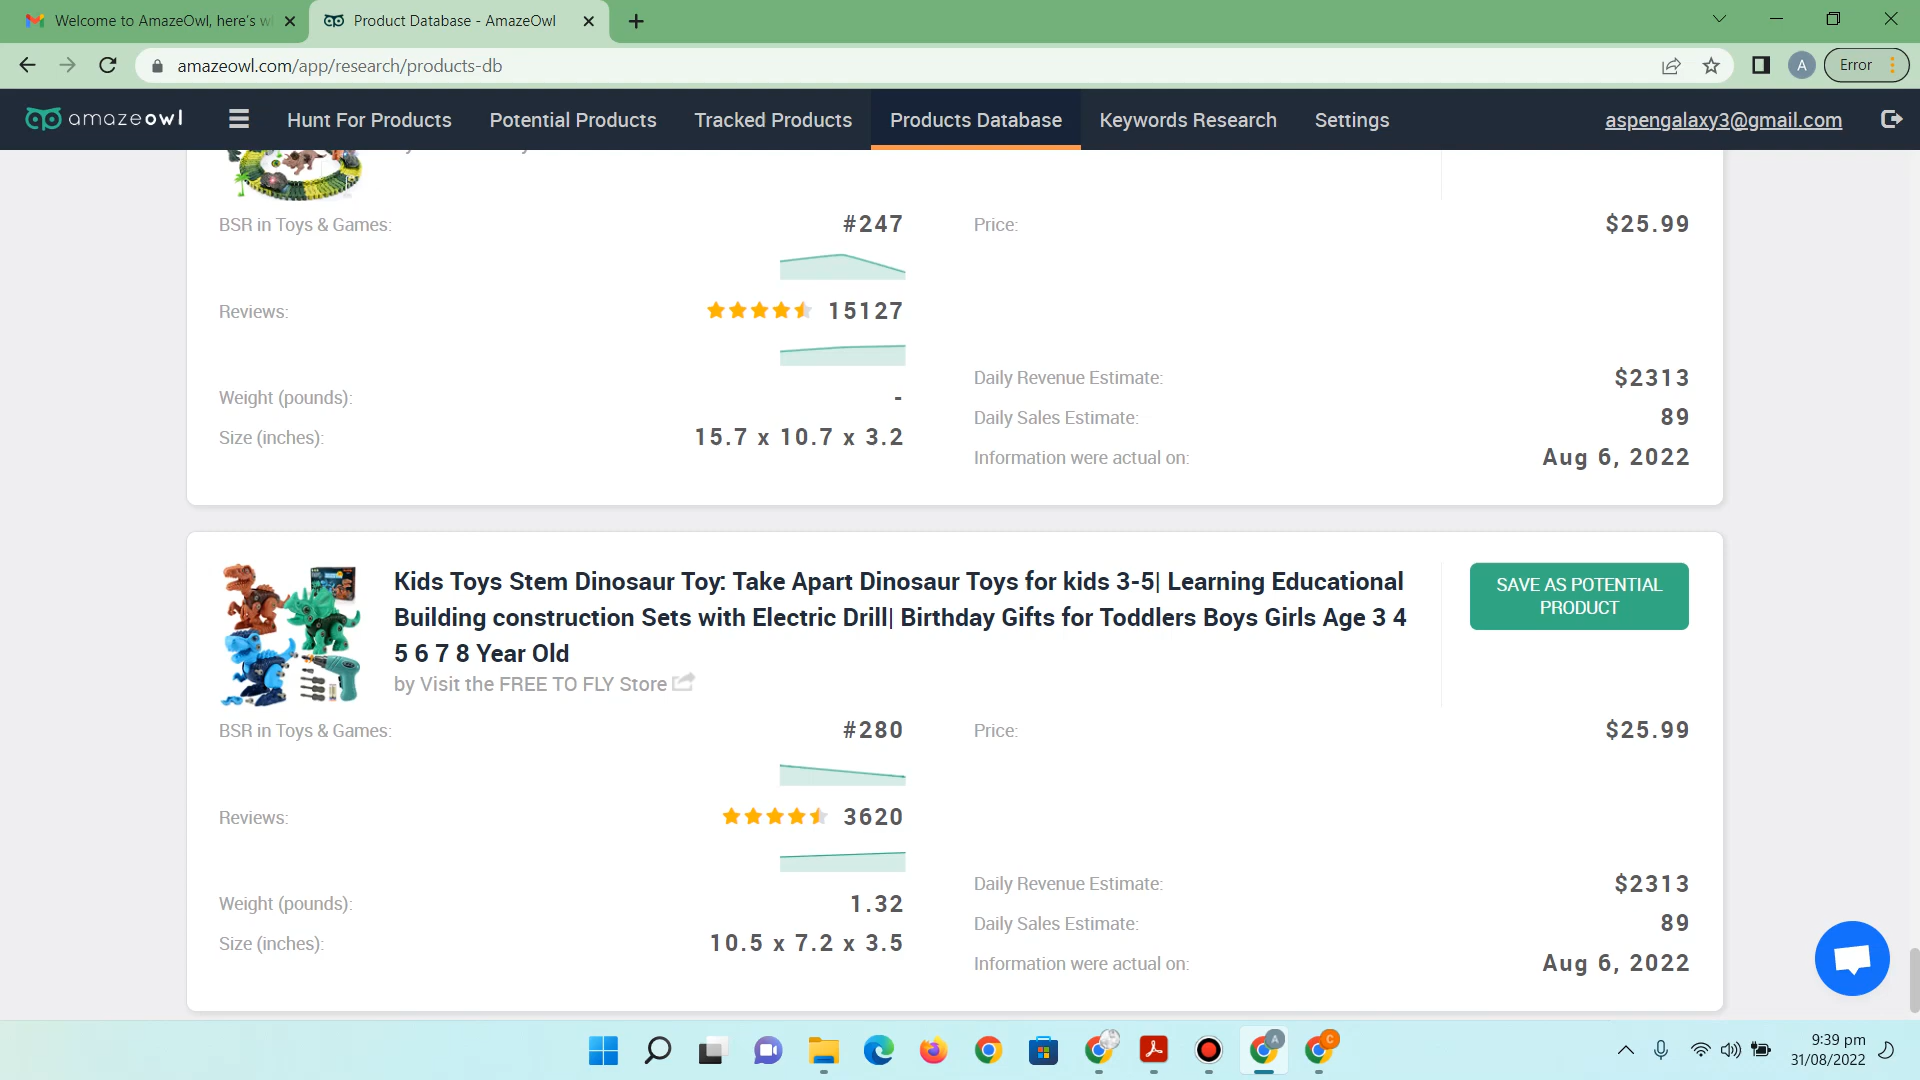 Welcome to AmazeOwl, here's w
Product Database - AmazeOwl
amazeowl.com/app/research/products-db
A
Error
amazeowl
Hunt For Products
Potential Products
Tracked Products
Products Database
Keywords Research
Settings
aspengalaxy3@gmail.com
BSR in Toys & Games:
#247
Price:
$25.99
Reviews:
15127
Weight (pounds):
-
Size (inches):
15.7 x 10.7 x 3.2
Daily Revenue Estimate:
$2313
Daily Sales Estimate:
89
Information were actual on:
Aug 6, 2022
Kids Toys Stem Dinosaur Toy: Take Apart Dinosaur Toys for kids 3-5| Learning Educational
Building construction Sets with Electric Drill| Birthday Gifts for Toddlers Boys Girls Age 3 4
5 6 7 8 Year Old
by Visit the FREE TO FLY Store
SAVE AS POTENTIAL
PRODUCT
BSR in Toys & Games:
#280
Price:
$25.99
Reviews:
3620
Weight (pounds):
1.32
Size (inches):
10.5 x 7.2 x 3.5
Daily Revenue Estimate:
$2313
Daily Sales Estimate:
89
Information were actual on:
Aug 6, 2022
A
C
9:39 pm
31/08/2022